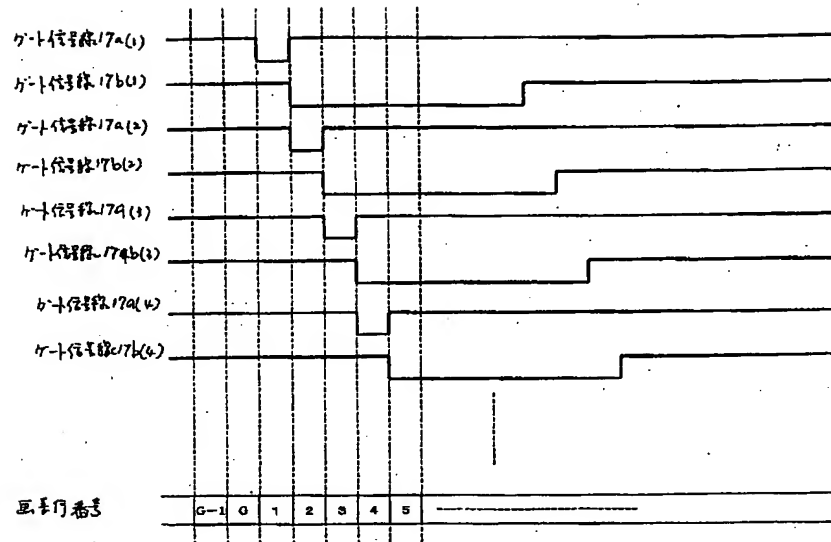 ゲート信号線17a(1)
ゲート信号線17b(1)
ゲート信号線17a(2)
ゲート信号線17b(2)
ゲート信号線17a(3)
ゲート信号線17ab(3)
ゲート信号線17a(4)
ゲート信号線17b(4)
画素行番号 G-1 G 1 2 3 4 5